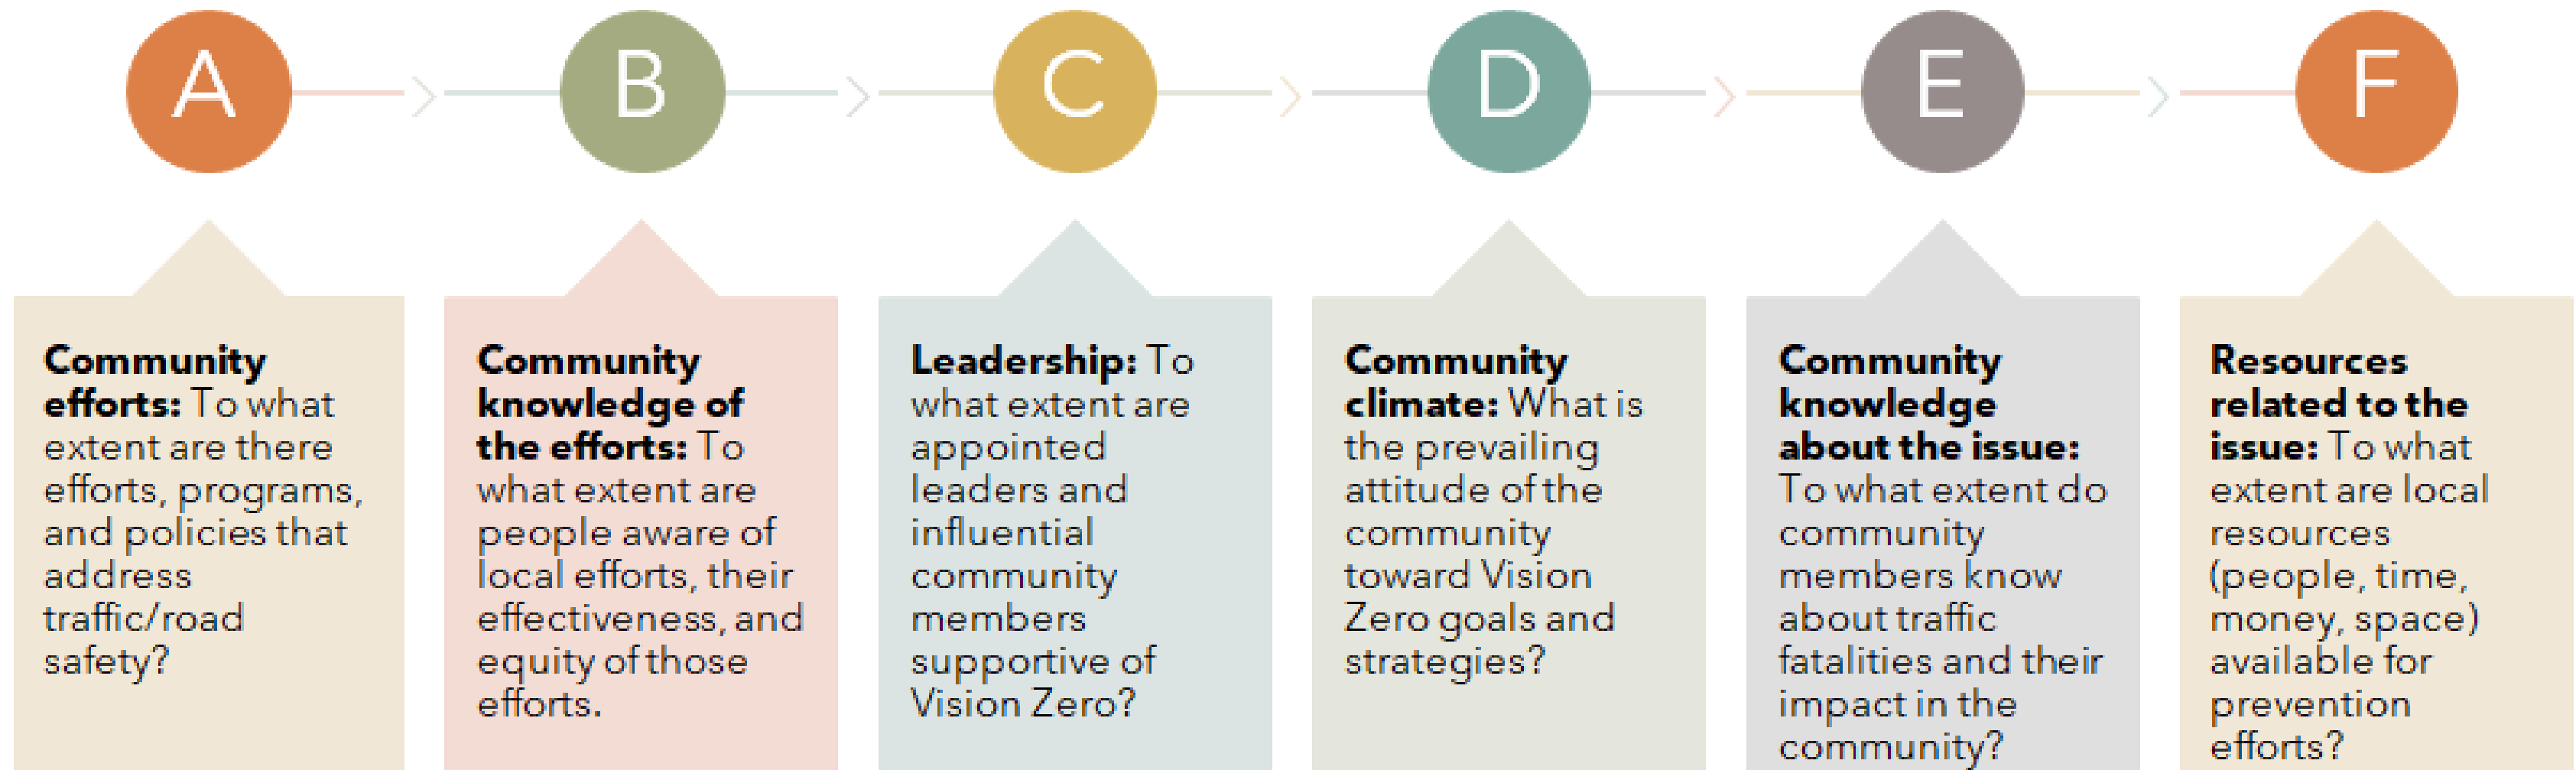 A
B
C
D
E
F
Community
efforts: To what
extent are there
efforts, programs,
and policies that
address
traffic/road
safety?
Community
knowledge of
the efforts: To
what extent are
people aware of
local efforts, their
effectiveness, and
equity of those
efforts.
Leadership: To
what extent are
appointed
leaders and
influential
community
members
supportive of
Vision Zero?
Community
climate: What is
the prevailing
attitude of the
community
toward Vision
Zero goals and
strategies?
Community
knowledge
about the issue:
To what extent do
community
members know
about traffic
fatalities and their
impact in the
community?
Resources
related to the
issue: To what
extent are local
resources
(people, time,
money, space)
available for
prevention
efforts?